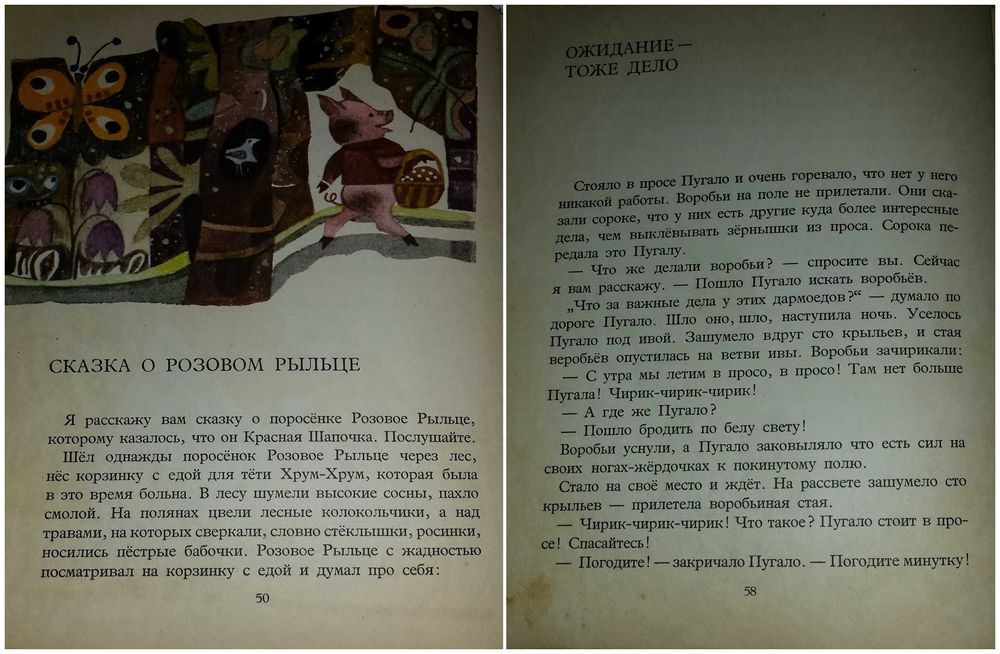 СКАЗКА О РОЗОВОМ РЫЛЬЦЕ
Я расскажу вам сказку о поросёнке Розовое Рыльце,
которому казалось, что он Красная Шапочка. Послушайте.
Шёл однажды поросёнок Розовое Рыльце через лес,
нёс корзинку с едой для тёти Хрум-Хрум, которая была
в это время больна. В лесу шумели высокие сосны, пахло
смолой. На полянах цвели лесные колокольчики, а над
травами, на которых сверкали, словно стёклышки, росинки,
носились пёстрые бабочки. Розовое Рыльце с жадностью
посматривал на корзинку с едой и думал про себя:
50
ОЖИДАНИЕ —
ТОЖЕ ДЕЛО
Стояло в просе Пугало и очень горевало, что нет у него
никакой работы. Воробьи на поле не прилетали. Они ска-
зали сороке, что у них есть другие куда более интересные
дела, чем выклёвывать зёрнышки из проса. Сорока пе-
редала это Пугалу.
— Что же делали воробьи? — спросите вы. Сейчас
я вам расскажу. — Пошло Пугало искать воробьёв.
„Что за важные дела у этих дармоедов?“ — думало по
дороге Пугало. Шло оно, шло, наступила ночь. Уселось
Пугало под ивой. Зашумело вдруг сто крыльев, и стая
веробьёв опустилась на ветви ивы. Воробьи зачирикали:
— С утра мы летим в просо, в просо! Там нет больше
Пугала! Чирик-чирик-чирик!
— А где же Пугало?
— Пошло бродить по белу свету!
Воробьи уснули, а Пугало заковыляло что есть сил на
своих ногах-жёрдочках к покинутому полю.
Стало на своё место и ждёт. На рассвете зашумело сто
крыльев — прилетела воробьиная стая.
— Чирик-чирик-чирик! Что такое? Пугало стоит в про-
се! Спасайтесь!
— Погодите! — закричало Пугало. — Погодите минутку!
58